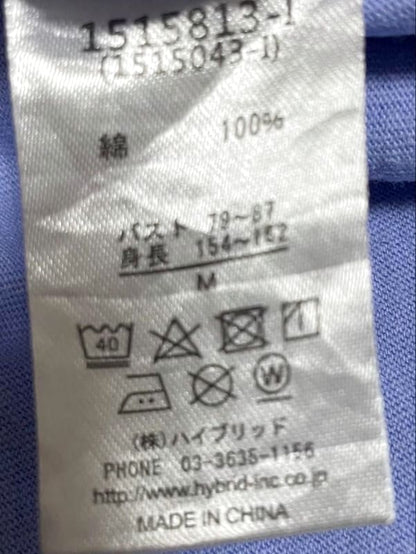 1515813-1
(1515043-1)
綿 100%
バスト 79~87
身長 154~162
M
40
W
(株)ハイブリッド
PHONE 03-3635-1156
http://www.hybrid-inc.co.jp
MADE IN CHINA